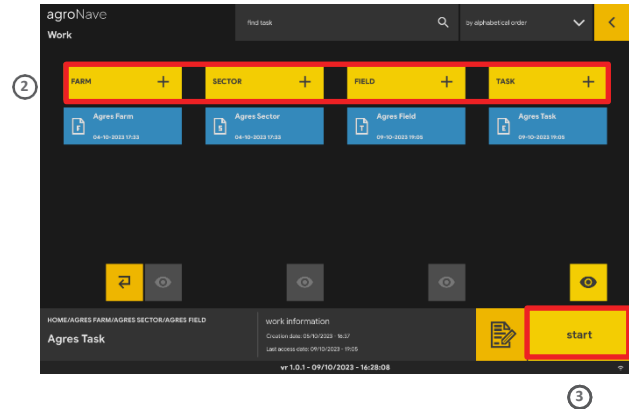 agroNave
Work
find task
by alphabetical order
2
FARM +
SECTOR +
FIELD +
TASK +
F
Agres Farm
04-10-2023 17:33
S
Agres Sector
04-10-2023 17:33
T
Agres Field
09-10-2023 19:05
E
Agres Task
09-10-2023 19:05
HOME/AGRES FARM/AGRES SECTOR/AGRES FIELD
Agres Task
work information
Creation date: 05/10/2023 - 16:37
Last access date: 09/10/2023 - 19:05
start
vr 1.0.1 - 09/10/2023 - 16:28:08
3